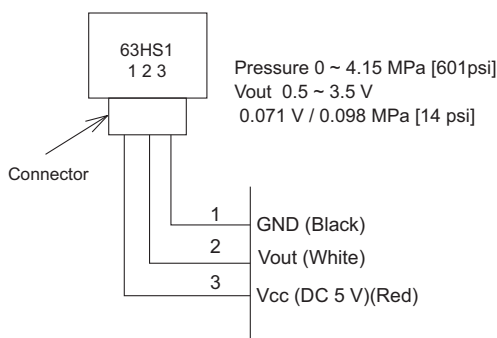 63HS1
1 2 3
Pressure 0 ~ 4.15 MPa [601psi]
Vout 0.5 ~ 3.5 V
0.071 V / 0.098 MPa [14 psi]
Connector
1
GND (Black)
2
Vout (White)
3
Vcc (DC 5 V)(Red)